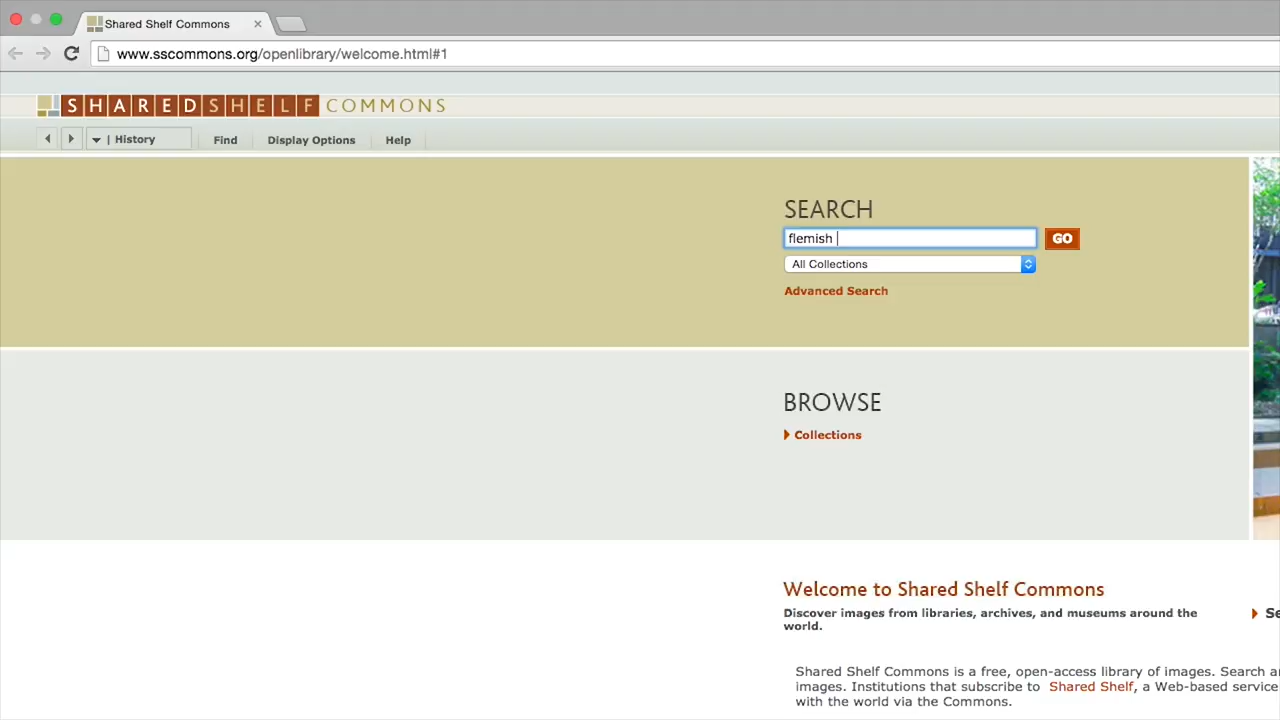 Shared Shelf Commons
www.sscommons.org/openlibrary/welcome.html#1
SHAREDSHELF COMMONS
| History
Find
Display Options
Help
SEARCH
flemish
GO
All Collections
Advanced Search
BROWSE
Collections
Welcome to Shared Shelf Commons
Discover images from libraries, archives, and museums around the
world.
Shared Shelf Commons is a free, open-access library of images. Search
images. Institutions that subscribe to Shared Shelf, a Web-based service
with the world via the Commons.